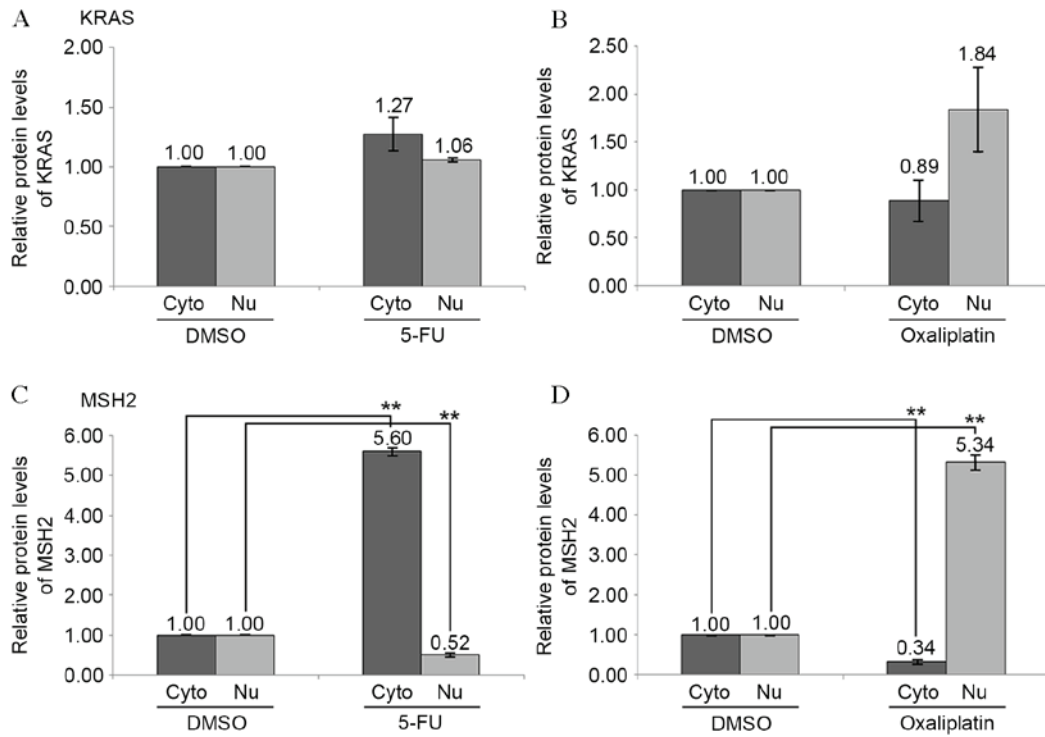 A
KRAS
Relative protein levels
of KRAS
2.00
1.50
1.00
0.50
0.00
1.00 1.00
1.27
1.06
Cyto Nu Cyto Nu
DMSO 5-FU
B
Relative protein levels
of KRAS
2.50
2.00
1.50
1.00
0.50
0.00
1.00 1.00
0.89
1.84
Cyto Nu Cyto Nu
DMSO Oxaliplatin
C
MSH2
Relative protein levels
of MSH2
6.00
5.00
4.00
3.00
2.00
1.00
0.00
** **
1.00 1.00
5.60
0.52
Cyto Nu Cyto Nu
DMSO 5-FU
D
Relative protein levels
of MSH2
6.00
5.00
4.00
3.00
2.00
1.00
0.00
** **
1.00 1.00
0.34
5.34
Cyto Nu Cyto Nu
DMSO Oxaliplatin